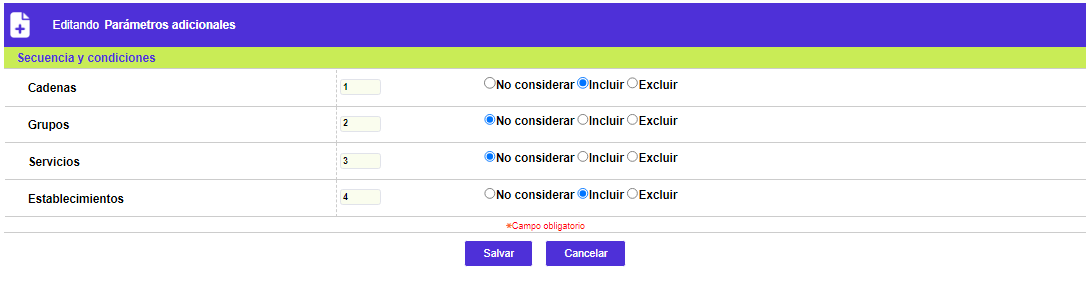 Editando Parámetros adicionales
Secuencia y condiciones
Cadenas 1 No considerar Incluir Excluir
Grupos 2 No considerar Incluir Excluir
Servicios 3 No considerar Incluir Excluir
Establecimientos 4 No considerar Incluir Excluir
*Campo obligatorio
Salvar Cancelar